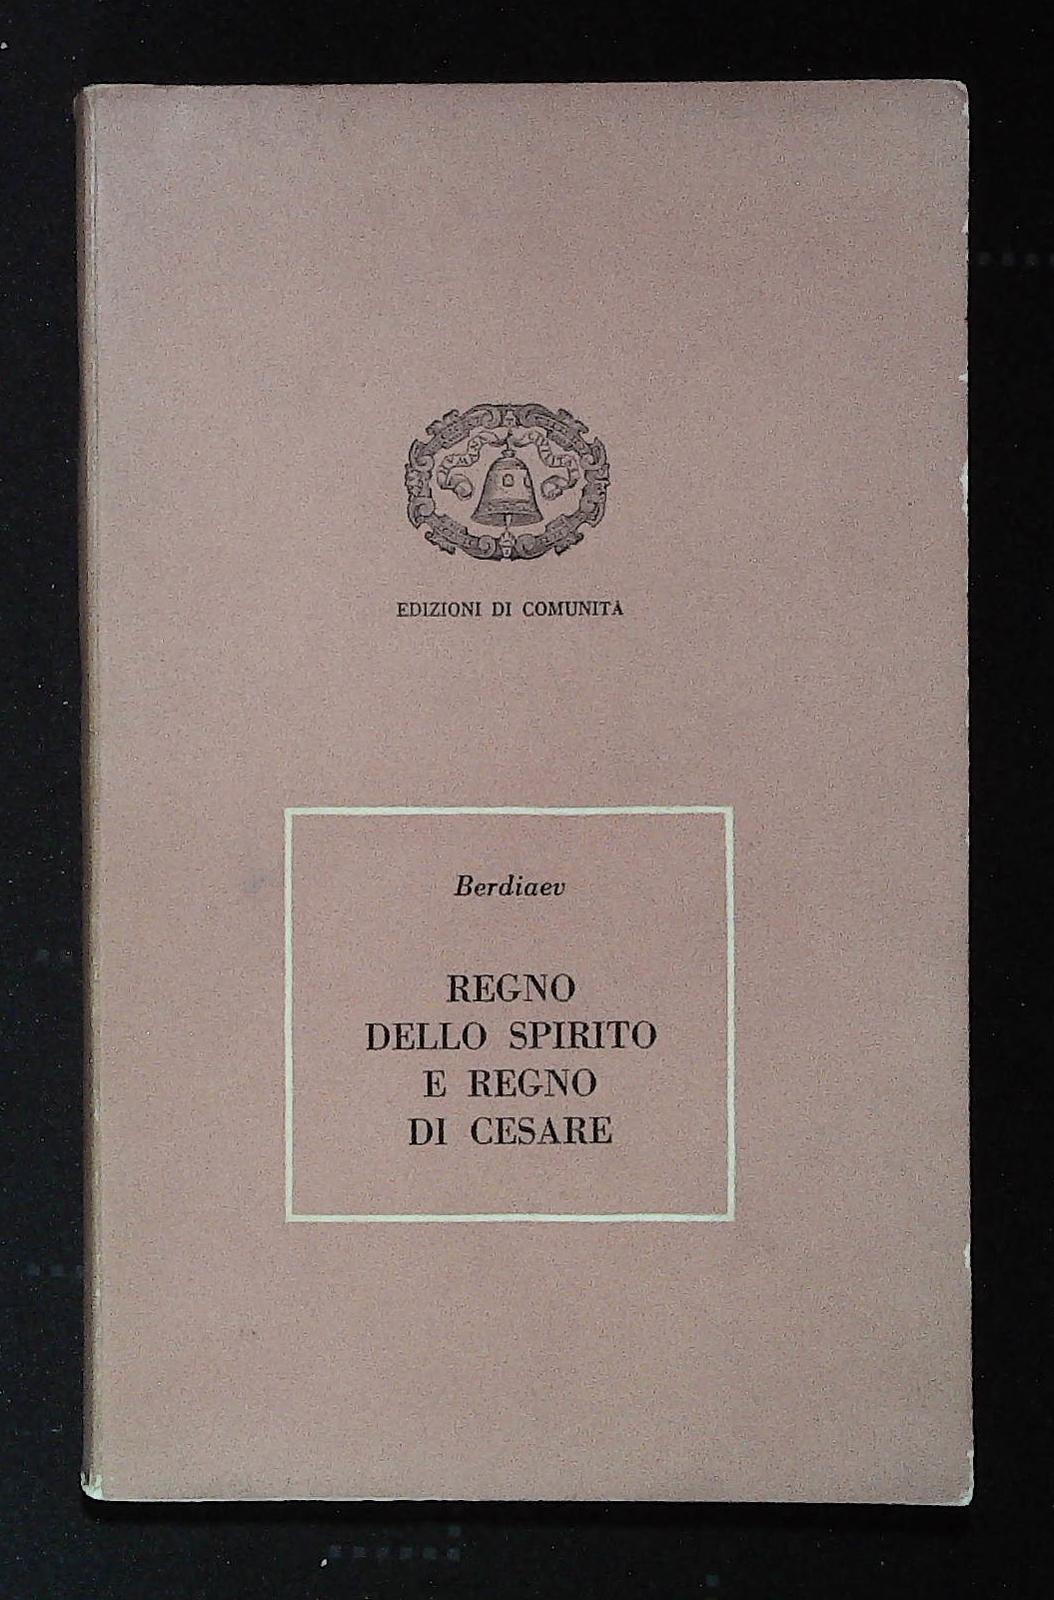 EDIZIONI DI COMUNITÀ
Berdiaev
REGNO
DELLO SPIRITO
E REGNO
DI CESARE